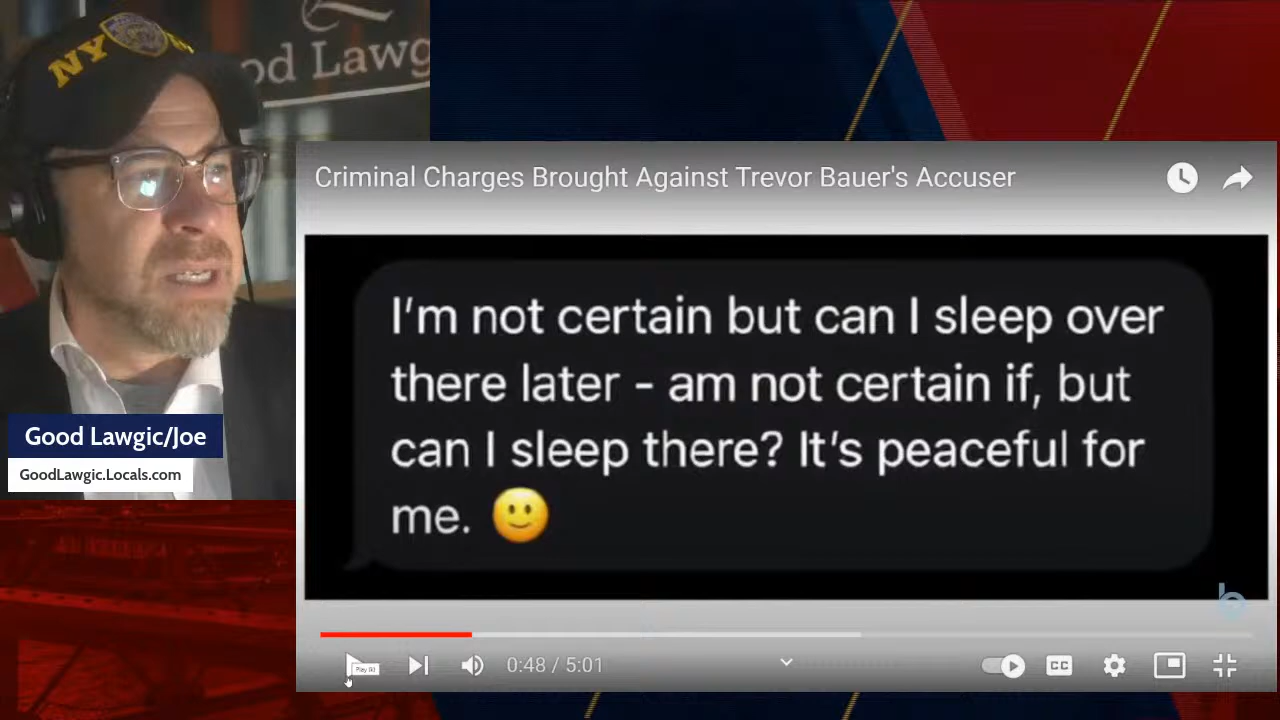 NY
od Lawg
Criminal Charges Brought Against Trevor Bauer's Accuser
I'm not certain but can I sleep over
there later - am not certain if, but
can I sleep there? It's peaceful for
me. 🙂
Good Lawgic/Joe
GoodLawgic.Locals.com
b
0:48 / 5:01
CC